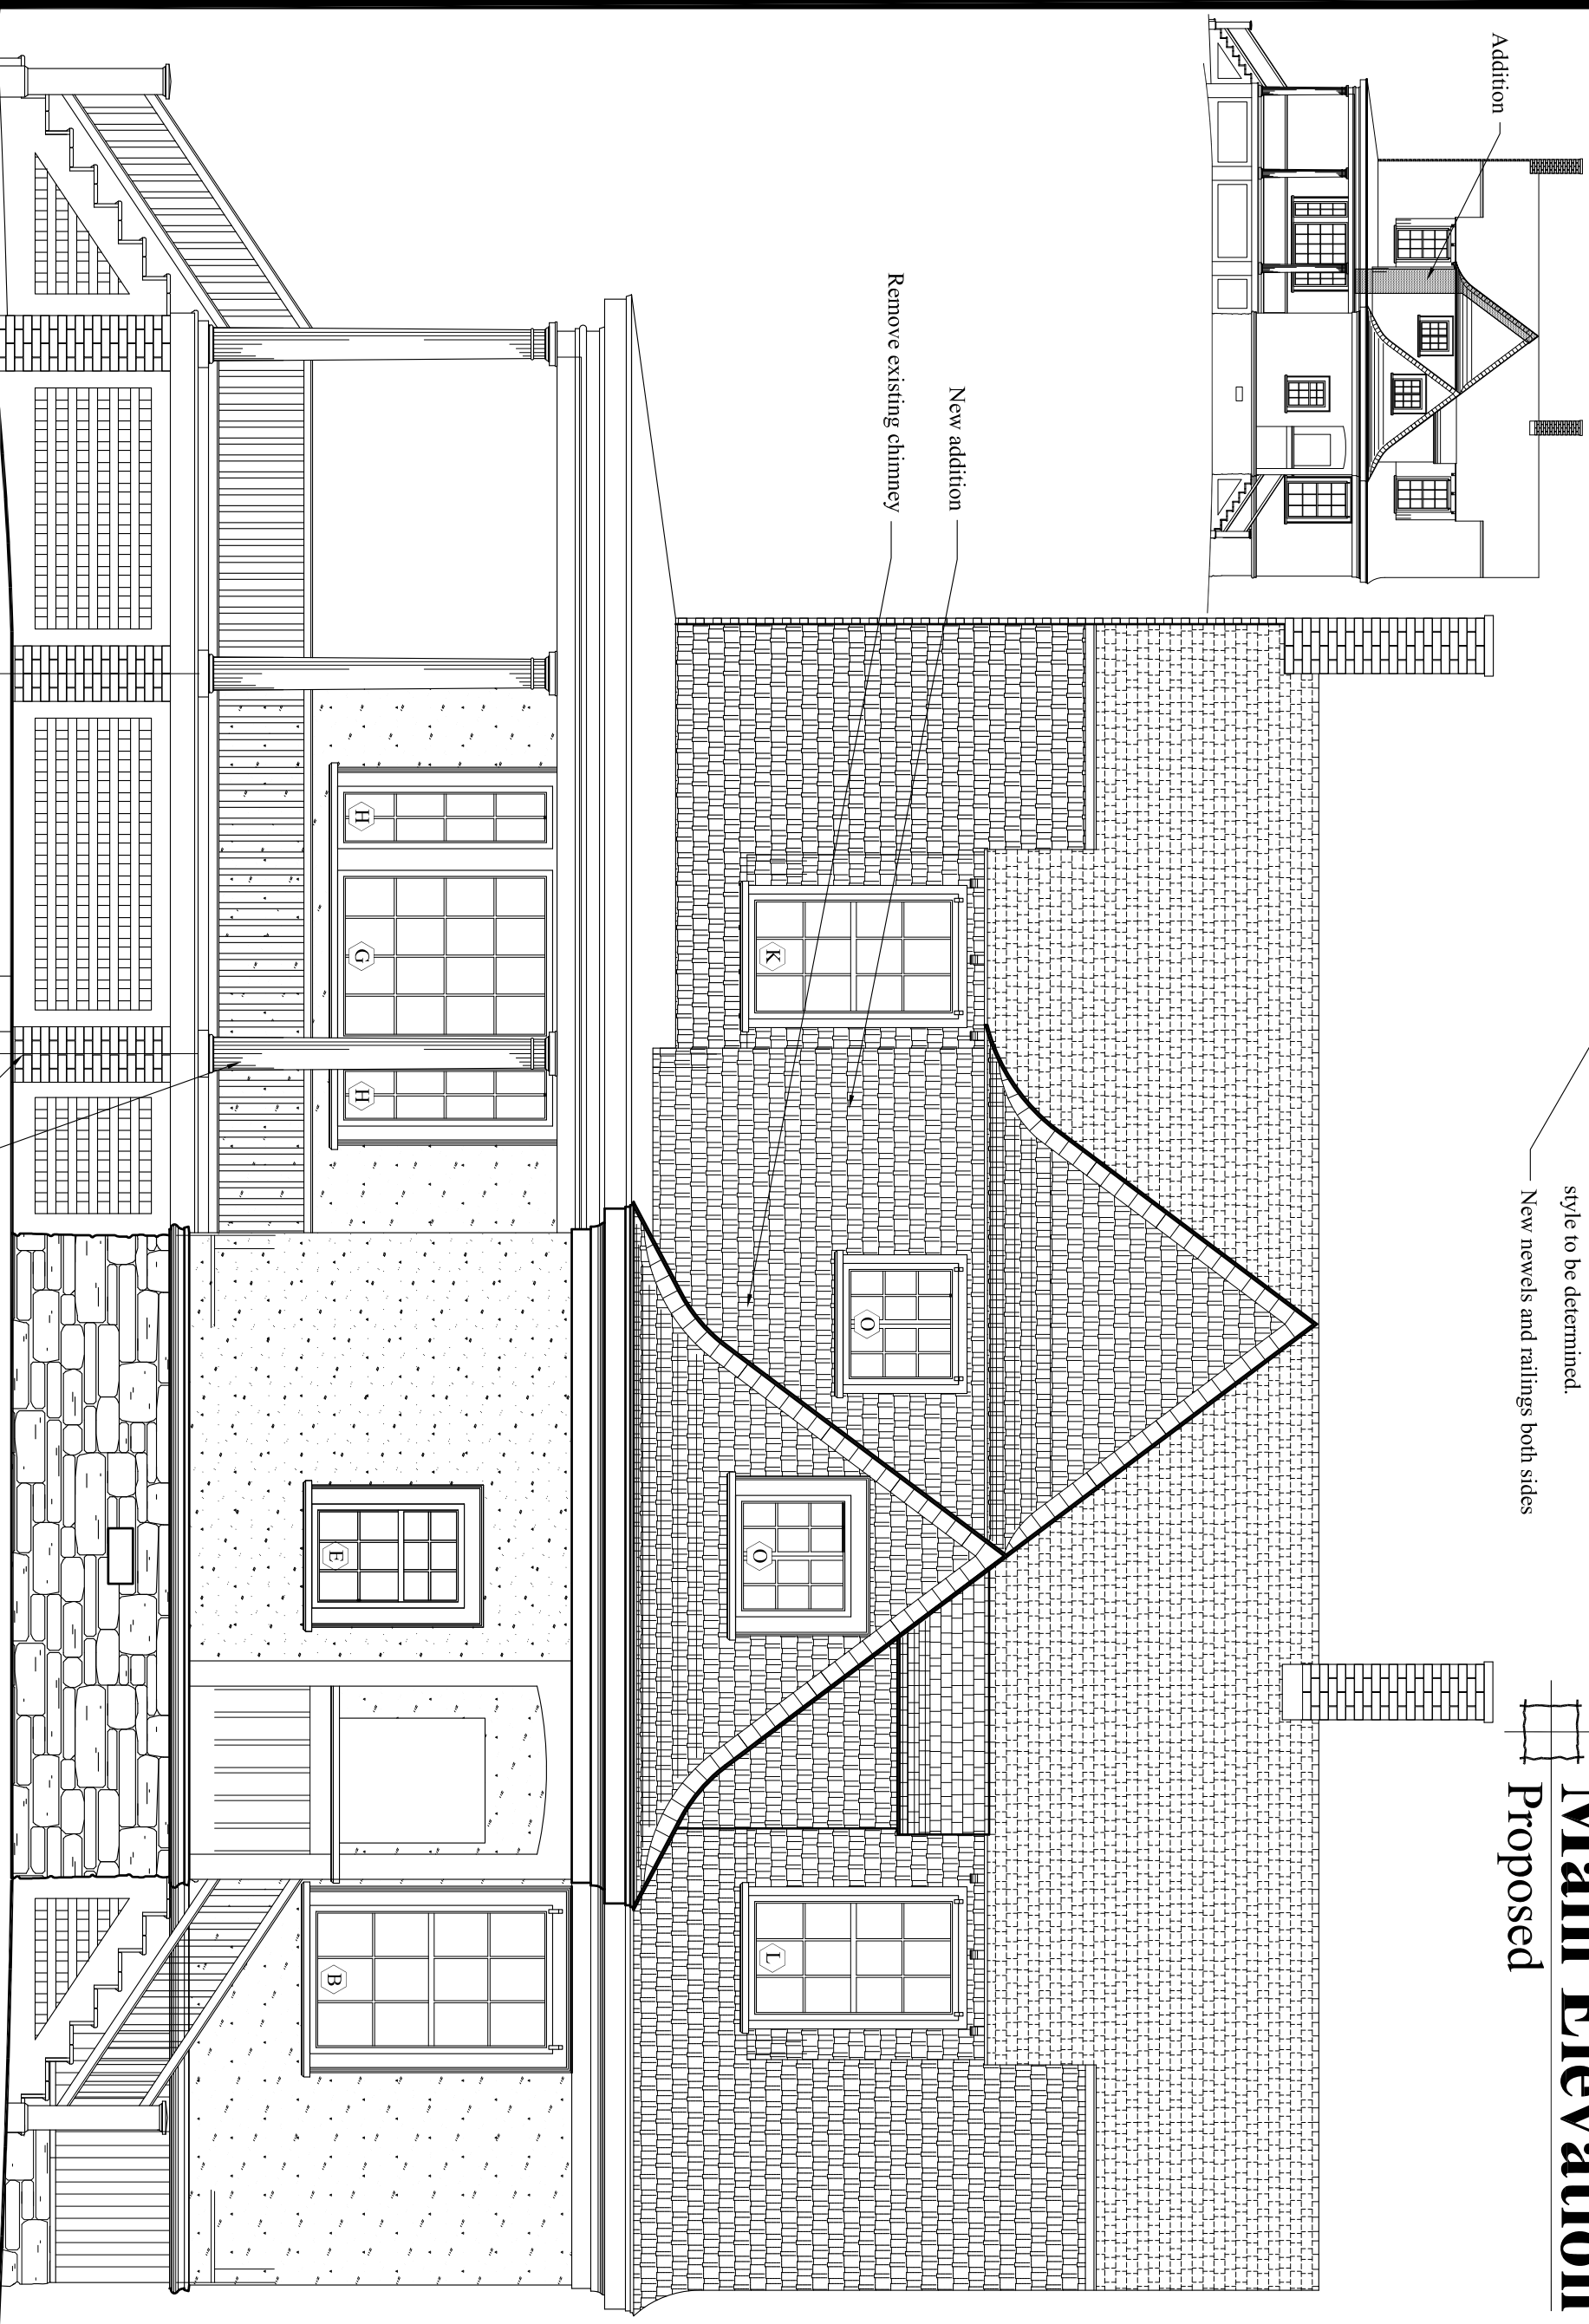 Main Elevation
Proposed
style to be determined.
New newels and railings both sides
Addition
New addition
Remove existing chimney
K
O
O
L
H
G
H
E
B